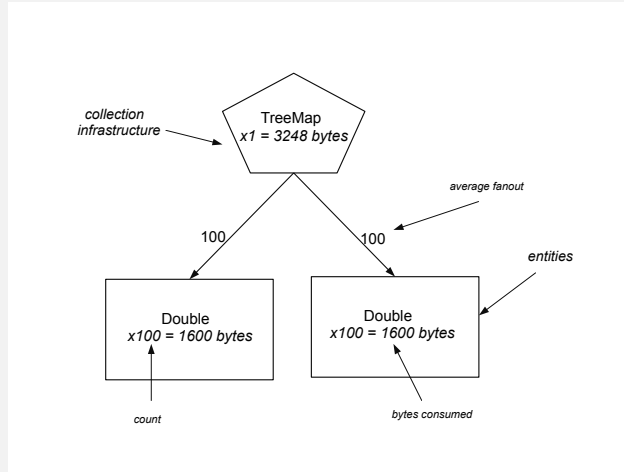 collection
infrastructure
TreeMap
x1 = 3248 bytes
average fanout
100
100
entities
Double
x100 = 1600 bytes
Double
x100 = 1600 bytes
count
bytes consumed